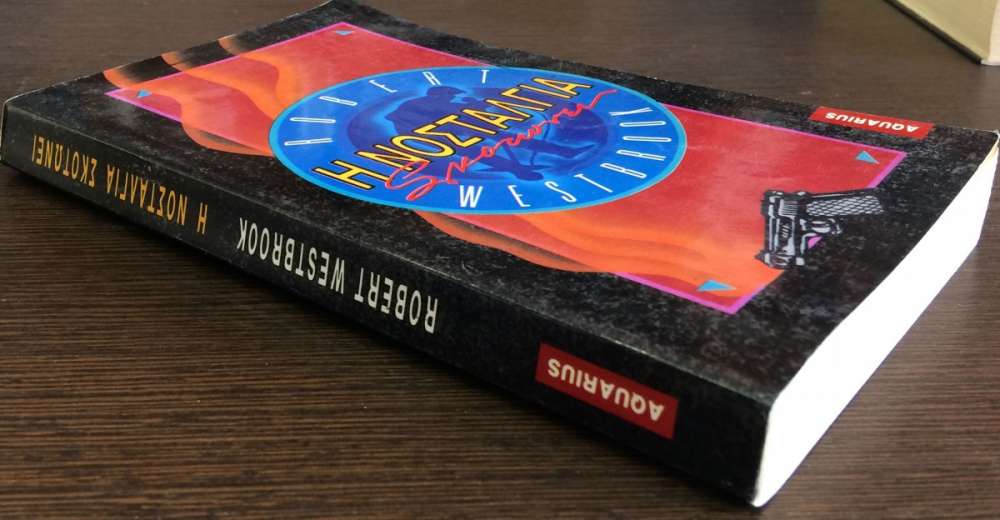 ROBERT
Η ΝΟΣΤΑΛΓΙΑ
Σκοτώνει
WESTBROOK
AQUARIUS
Η ΝΟΣΤΑΛΓΙΑ ΣΚΟΤΩΝΕΙ
ROBERT WESTBROOK
AQUARIUS